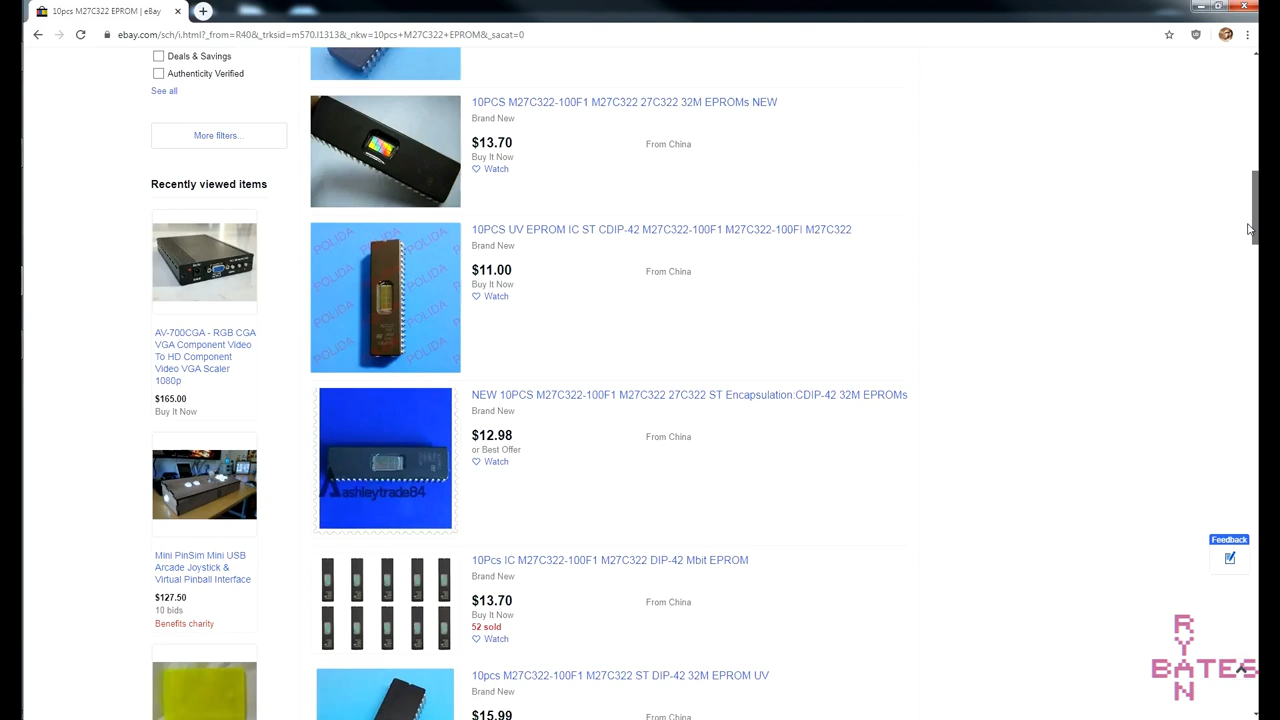 10pcs M27C322 EPROM | eBay
ebay.com/sch/i.html?_from=R40&_trksid=m570.l1313&_nkw=10pcs+M27C322+EPROM&_sacat=0
Deals & Savings
Authenticity Verified
See all
More filters...
Recently viewed items
AV-700CGA - RGB CGA
VGA Component Video
To HD Component
Video VGA Scaler
1080p
$165.00
Buy It Now
Mini PinSim Mini USB
Arcade Joystick &
Virtual Pinball Interface
$127.50
10 bids
Benefits charity
10PCS M27C322-100F1 M27C322 27C322 32M EPROMs NEW
Brand New
$13.70
From China
Buy It Now
Watch
10PCS UV EPROM IC ST CDIP-42 M27C322-100F1 M27C322-100FI M27C322
Brand New
$11.00
From China
Buy It Now
Watch
POLIDA
NEW 10PCS M27C322-100F1 M27C322 27C322 ST Encapsulation:CDIP-42 32M EPROMs
Brand New
$12.98
From China
or Best Offer
Watch
ashleytrade84
10Pcs IC M27C322-100F1 M27C322 DIP-42 Mbit EPROM
Brand New
$13.70
From China
Buy It Now
52 sold
Watch
10pcs M27C322-100F1 M27C322 ST DIP-42 32M EPROM UV
Brand New
$15.99
From China
Feedback
RYAN
BATES